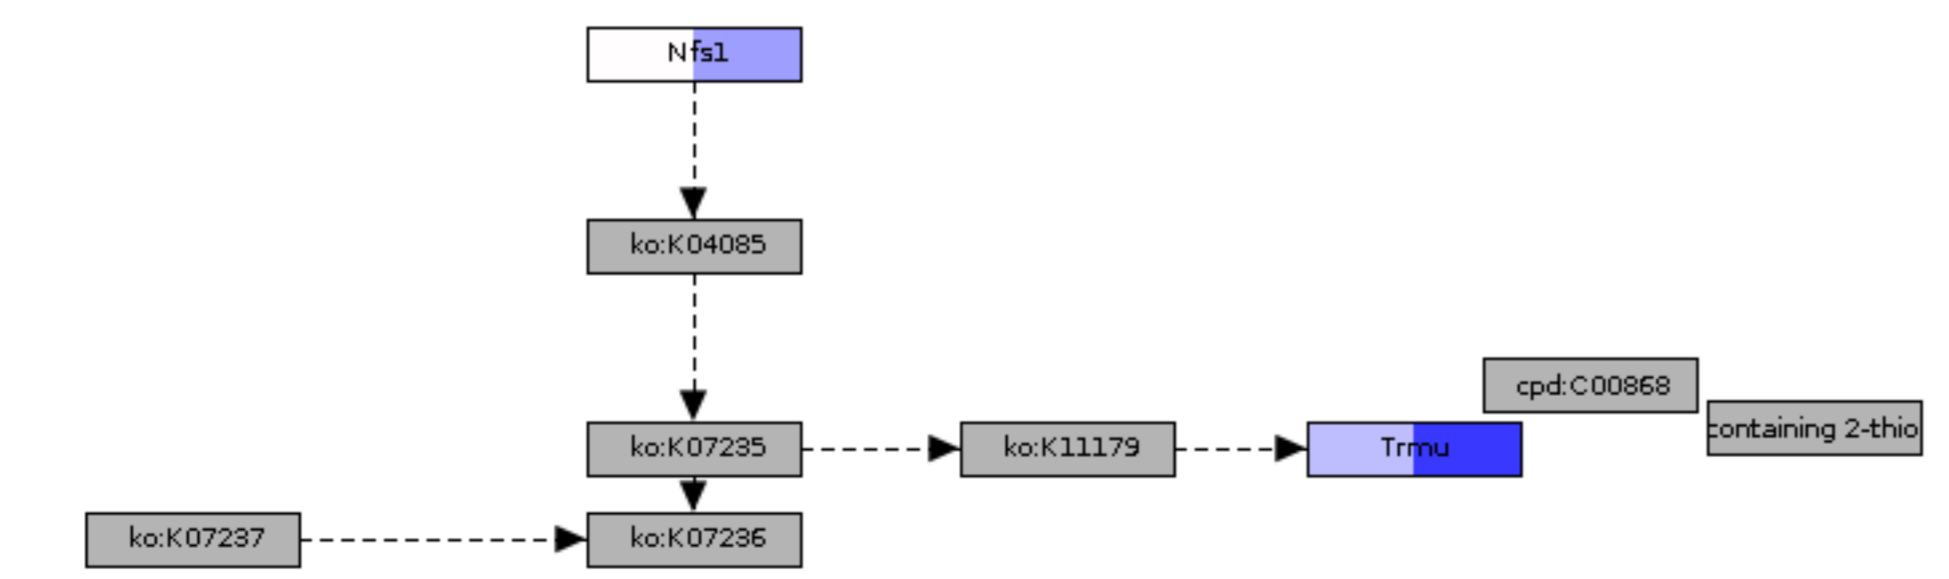 Nfs1
ko:K04085
cpd:C00868
containing 2-thio
ko:K07235
ko:K11179
Trmu
ko:K07237
ko:K07236